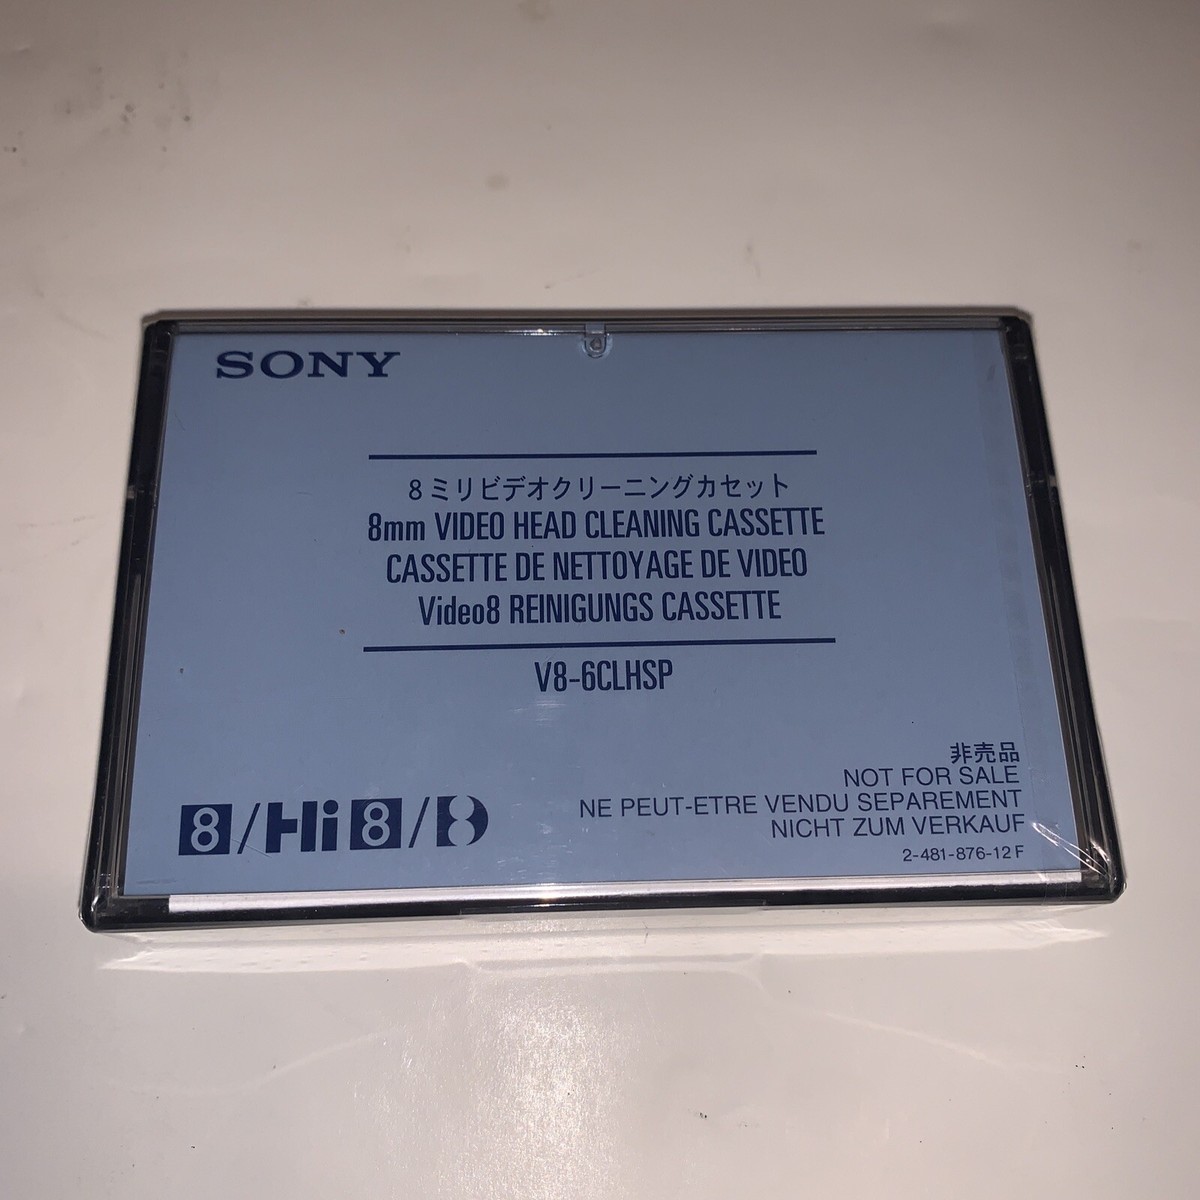 SONY
8ミリビデオクリーニングカセット
8mm VIDEO HEAD CLEANING CASSETTE
CASSETTE DE NETTOYAGE DE VIDEO
Video8 REINIGUNGS CASSETTE
V8-6CLHSP
非売品
NOT FOR SALE
NE PEUT-ETRE VENDU SEPAREMENT
NICHT ZUM VERKAUF
2-481-876-12 F
8/Hi8/8